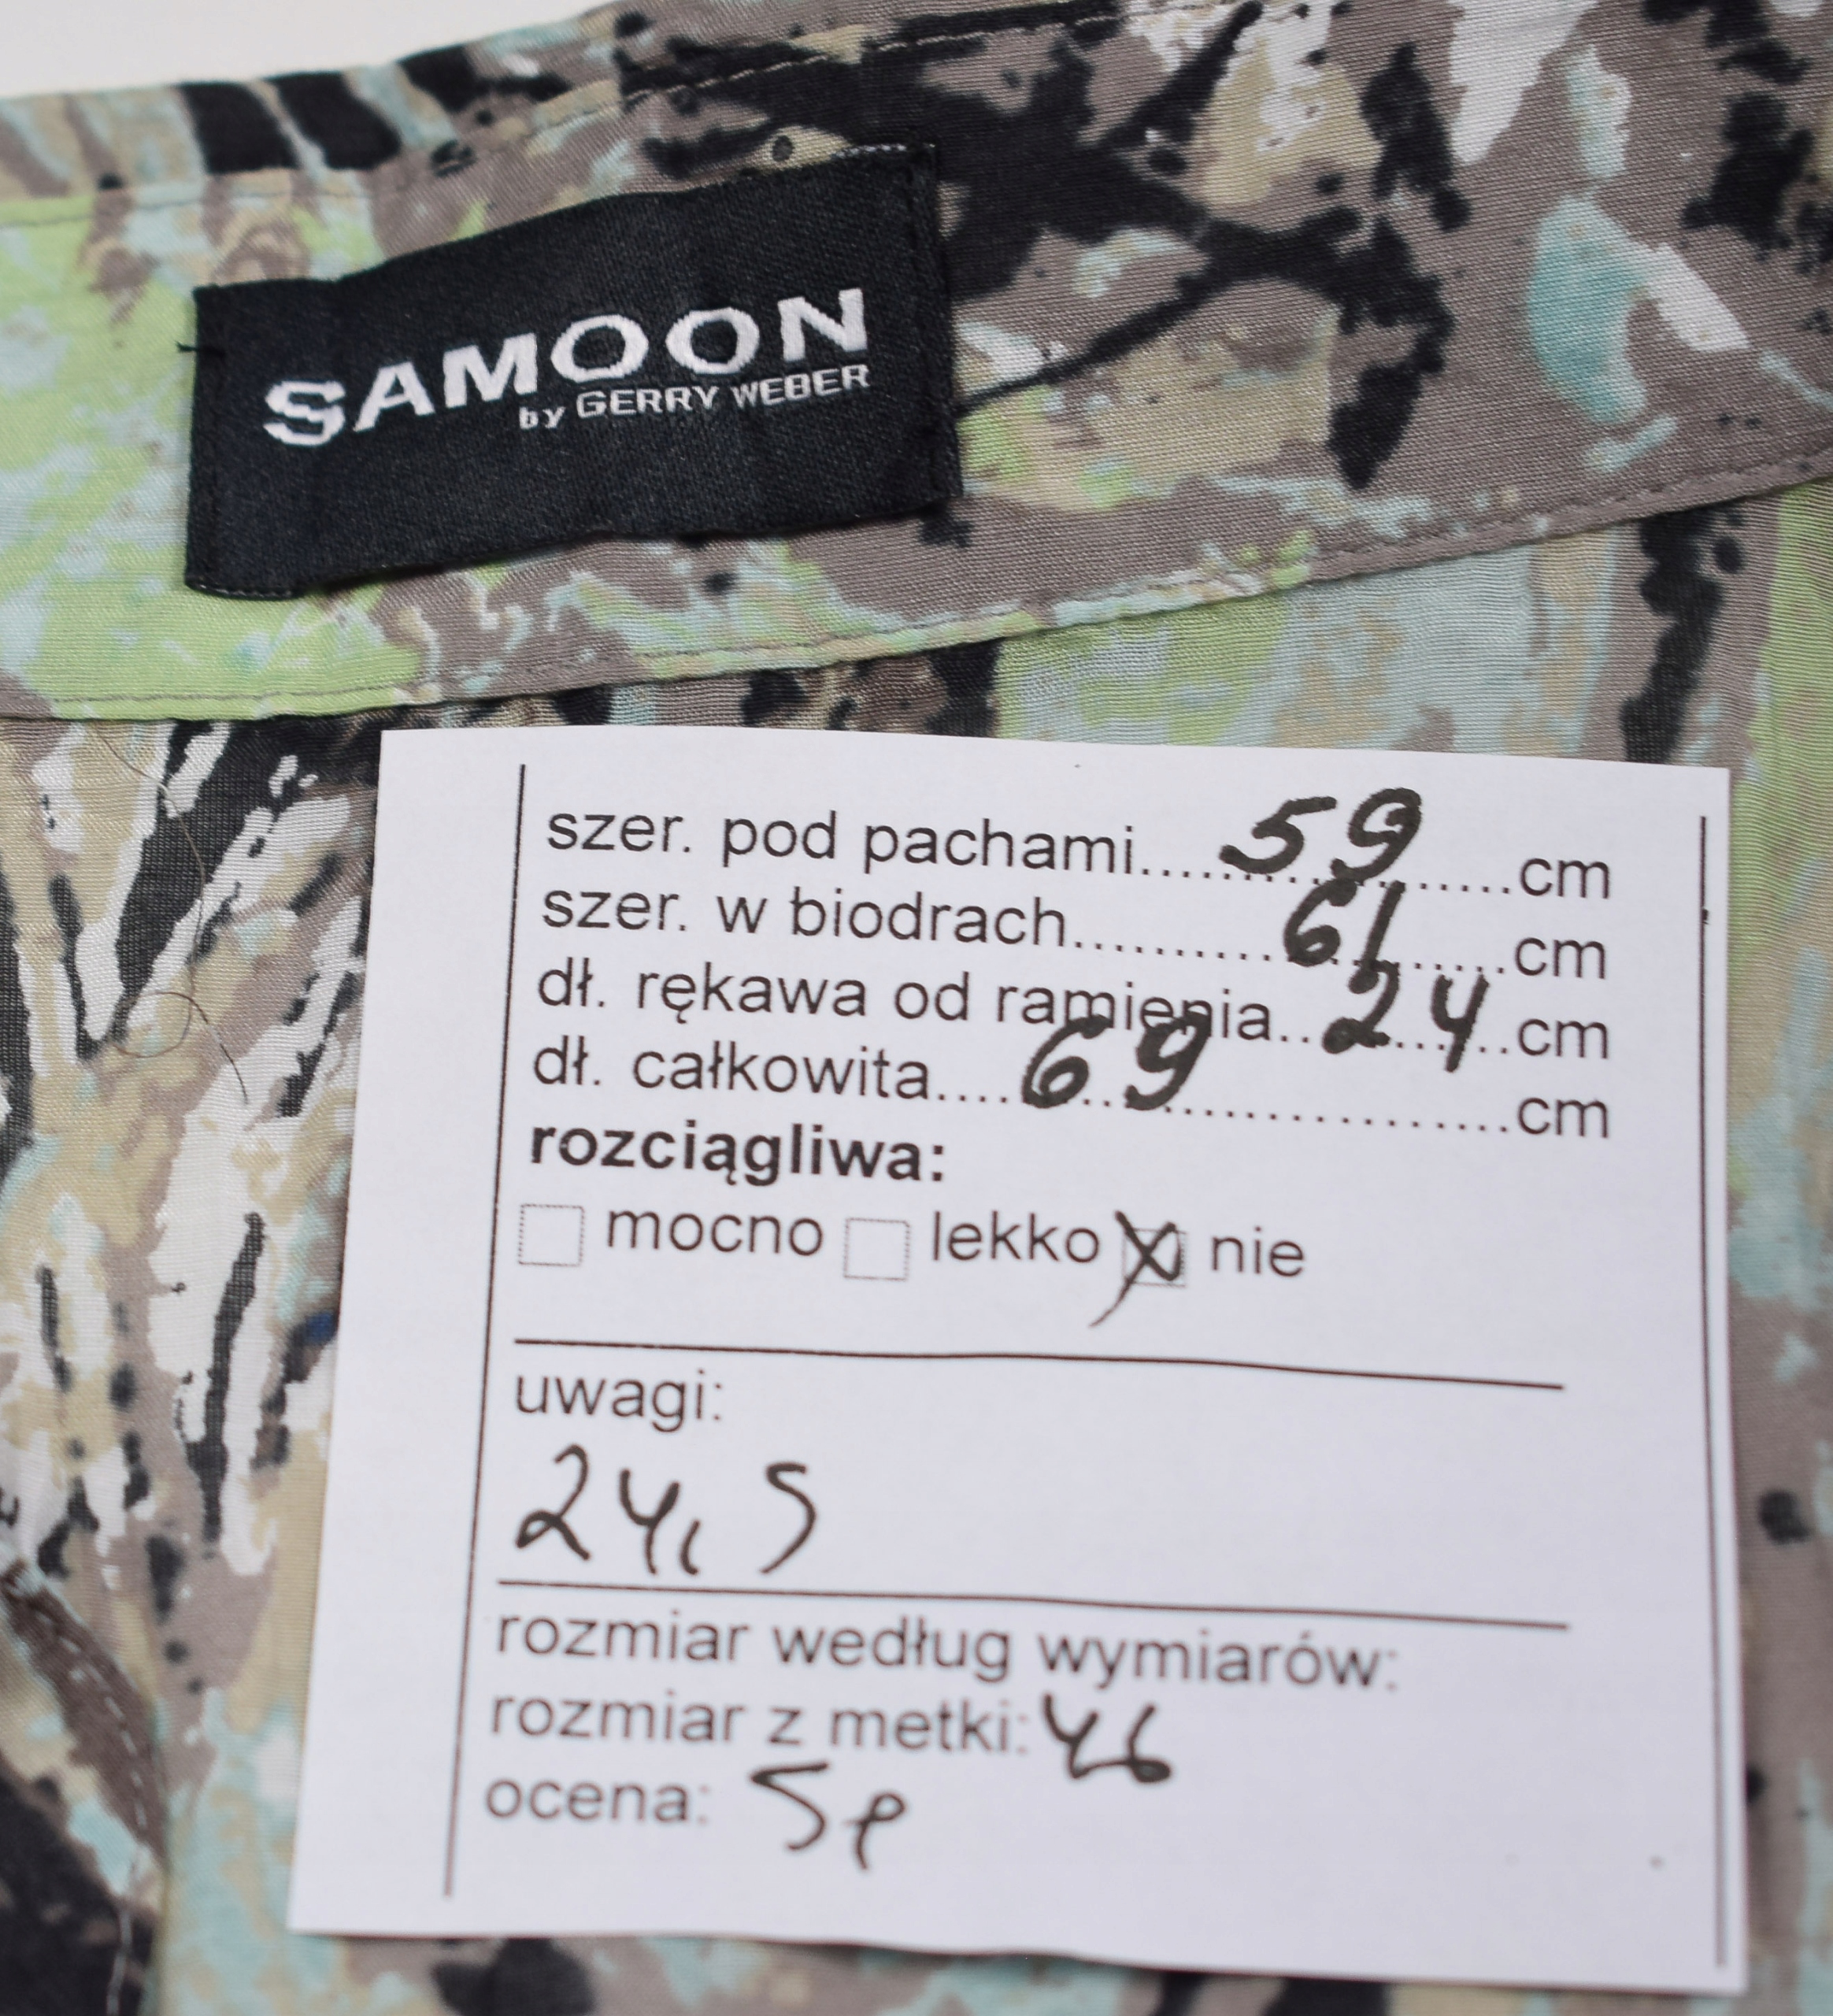 SAMOON
by GERRY WEBER
szer. pod pachami....59....cm
szer. w biodrach..........61....cm
dł. rękawa od ramienia..24..cm
dł. całkowita....69................cm
rozciągliwa:
mocno lekko X nie
uwagi:
24,5
rozmiar według wymiarów:
rozmiar z metki: 46
ocena: 5